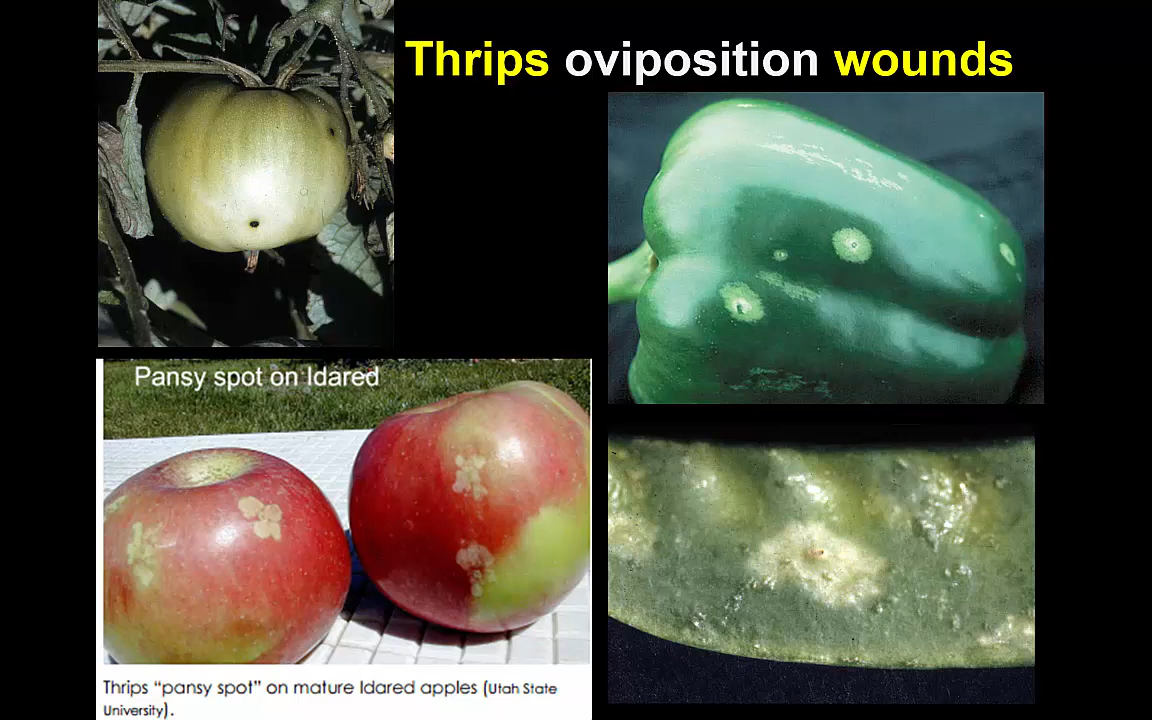 Thrips oviposition wounds
Pansy spot on Idared
Thrips “pansy spot” on mature Idared apples (Utah State
University).